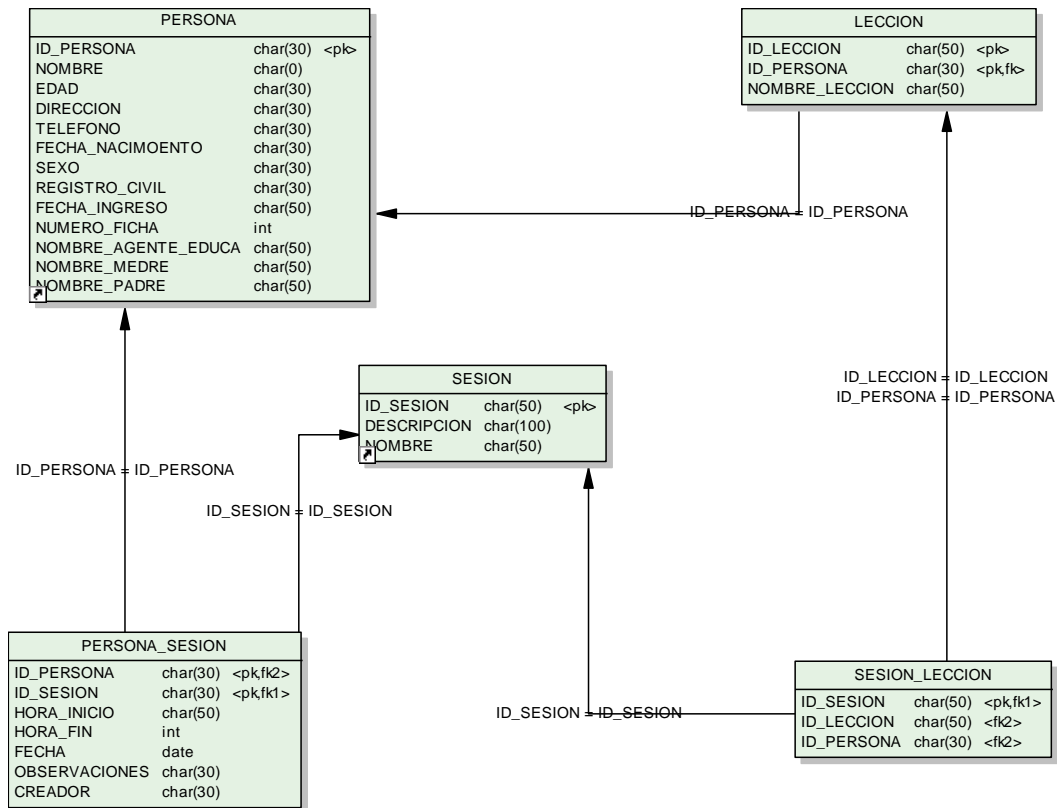 PERSONA
ID_PERSONA char(30) <pk>
NOMBRE char(0)
EDAD char(30)
DIRECCION char(30)
TELEFONO char(30)
FECHA_NACIMOENTO char(30)
SEXO char(30)
REGISTRO_CIVIL char(30)
FECHA_INGRESO char(50)
NUMERO_FICHA int
NOMBRE_AGENTE_EDUCA char(50)
NOMBRE_MEDRE char(50)
NOMBRE_PADRE char(50)
LECCION
ID_LECCION char(50) <pk>
ID_PERSONA char(30) <pk,fk>
NOMBRE_LECCION char(50)
ID_PERSONA = ID_PERSONA
SESION
ID_SESION char(50) <pk>
DESCRIPCION char(100)
NOMBRE char(50)
ID_LECCION = ID_LECCION
ID_PERSONA = ID_PERSONA
ID_PERSONA = ID_PERSONA
ID_SESION = ID_SESION
PERSONA_SESION
ID_PERSONA char(30) <pk,fk2>
ID_SESION char(30) <pk,fk1>
HORA_INICIO char(50)
HORA_FIN int
FECHA date
OBSERVACIONES char(30)
CREADOR char(30)
ID_SESION = ID_SESION
SESION_LECCION
ID_SESION char(50) <pk,fk1>
ID_LECCION char(50) <fk2>
ID_PERSONA char(30) <fk2>